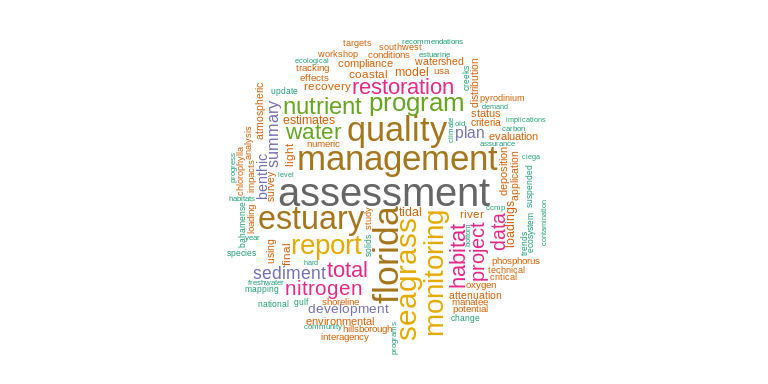 recommendations
targets
southwest
workshop
conditions
estuarine
ecological
compliance
watershed
tracking
coastal
model
usa
effects
recovery
restoration
creeks
distribution
update
nutrient
program
pyrodinium
demand
atmospheric
summary
estimates
quality
status
implications
water
climate
old
plan
criteria
carbon
numeric
evaluation
assurance
analysis
light
management
deposition
application
ciega
progress
chlorophylla
impacts
benthic
survey
level
assessment
suspended
habitats
bahamense
loading
estuary
florida
tidal
river
ccmp
data
loadings
contamination
year
study
seagrass
monitoring
habitat
bottom
project
trends
ecosystem
species
using
final
report
solids
phosphorus
hard
sediment
total
technical
critical
freshwater
mapping
nitrogen
oxygen
attenuation
national
gulf
shoreline
development
manatee
potential
change
environmental
community
hillsborough
programs
interagency